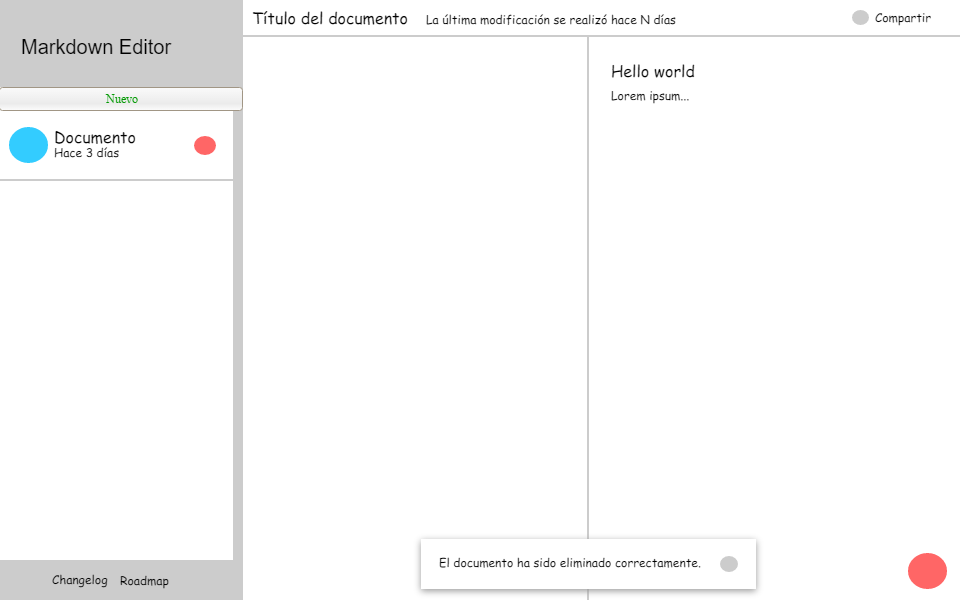 Markdown Editor
Nuevo
Documento
Hace 3 días
Changelog Roadmap
Título del documento La última modificación se realizó hace N días Compartir
Hello world
Lorem ipsum...
El documento ha sido eliminado correctamente.